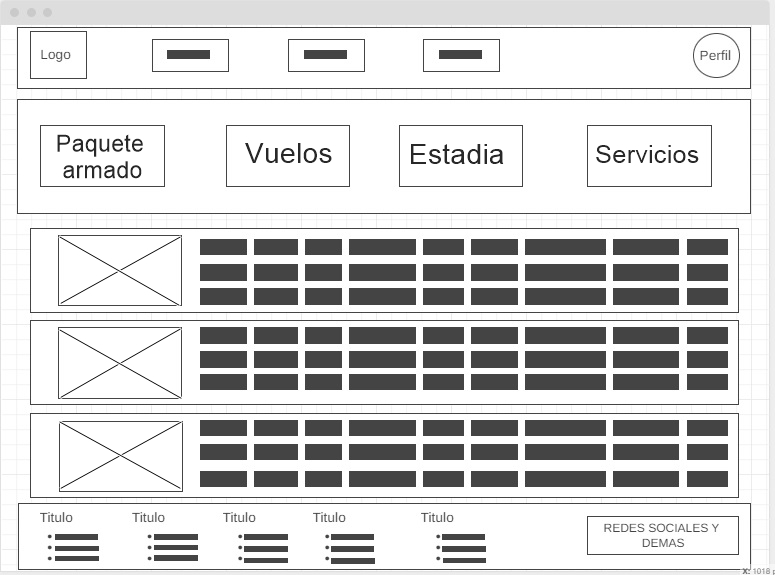 Logo
Perfil
Paquete
armado
Vuelos
Estadia
Servicios
Titulo
Titulo
Titulo
Titulo
Titulo
REDES SOCIALES Y
DEMAS
X: 1018 p